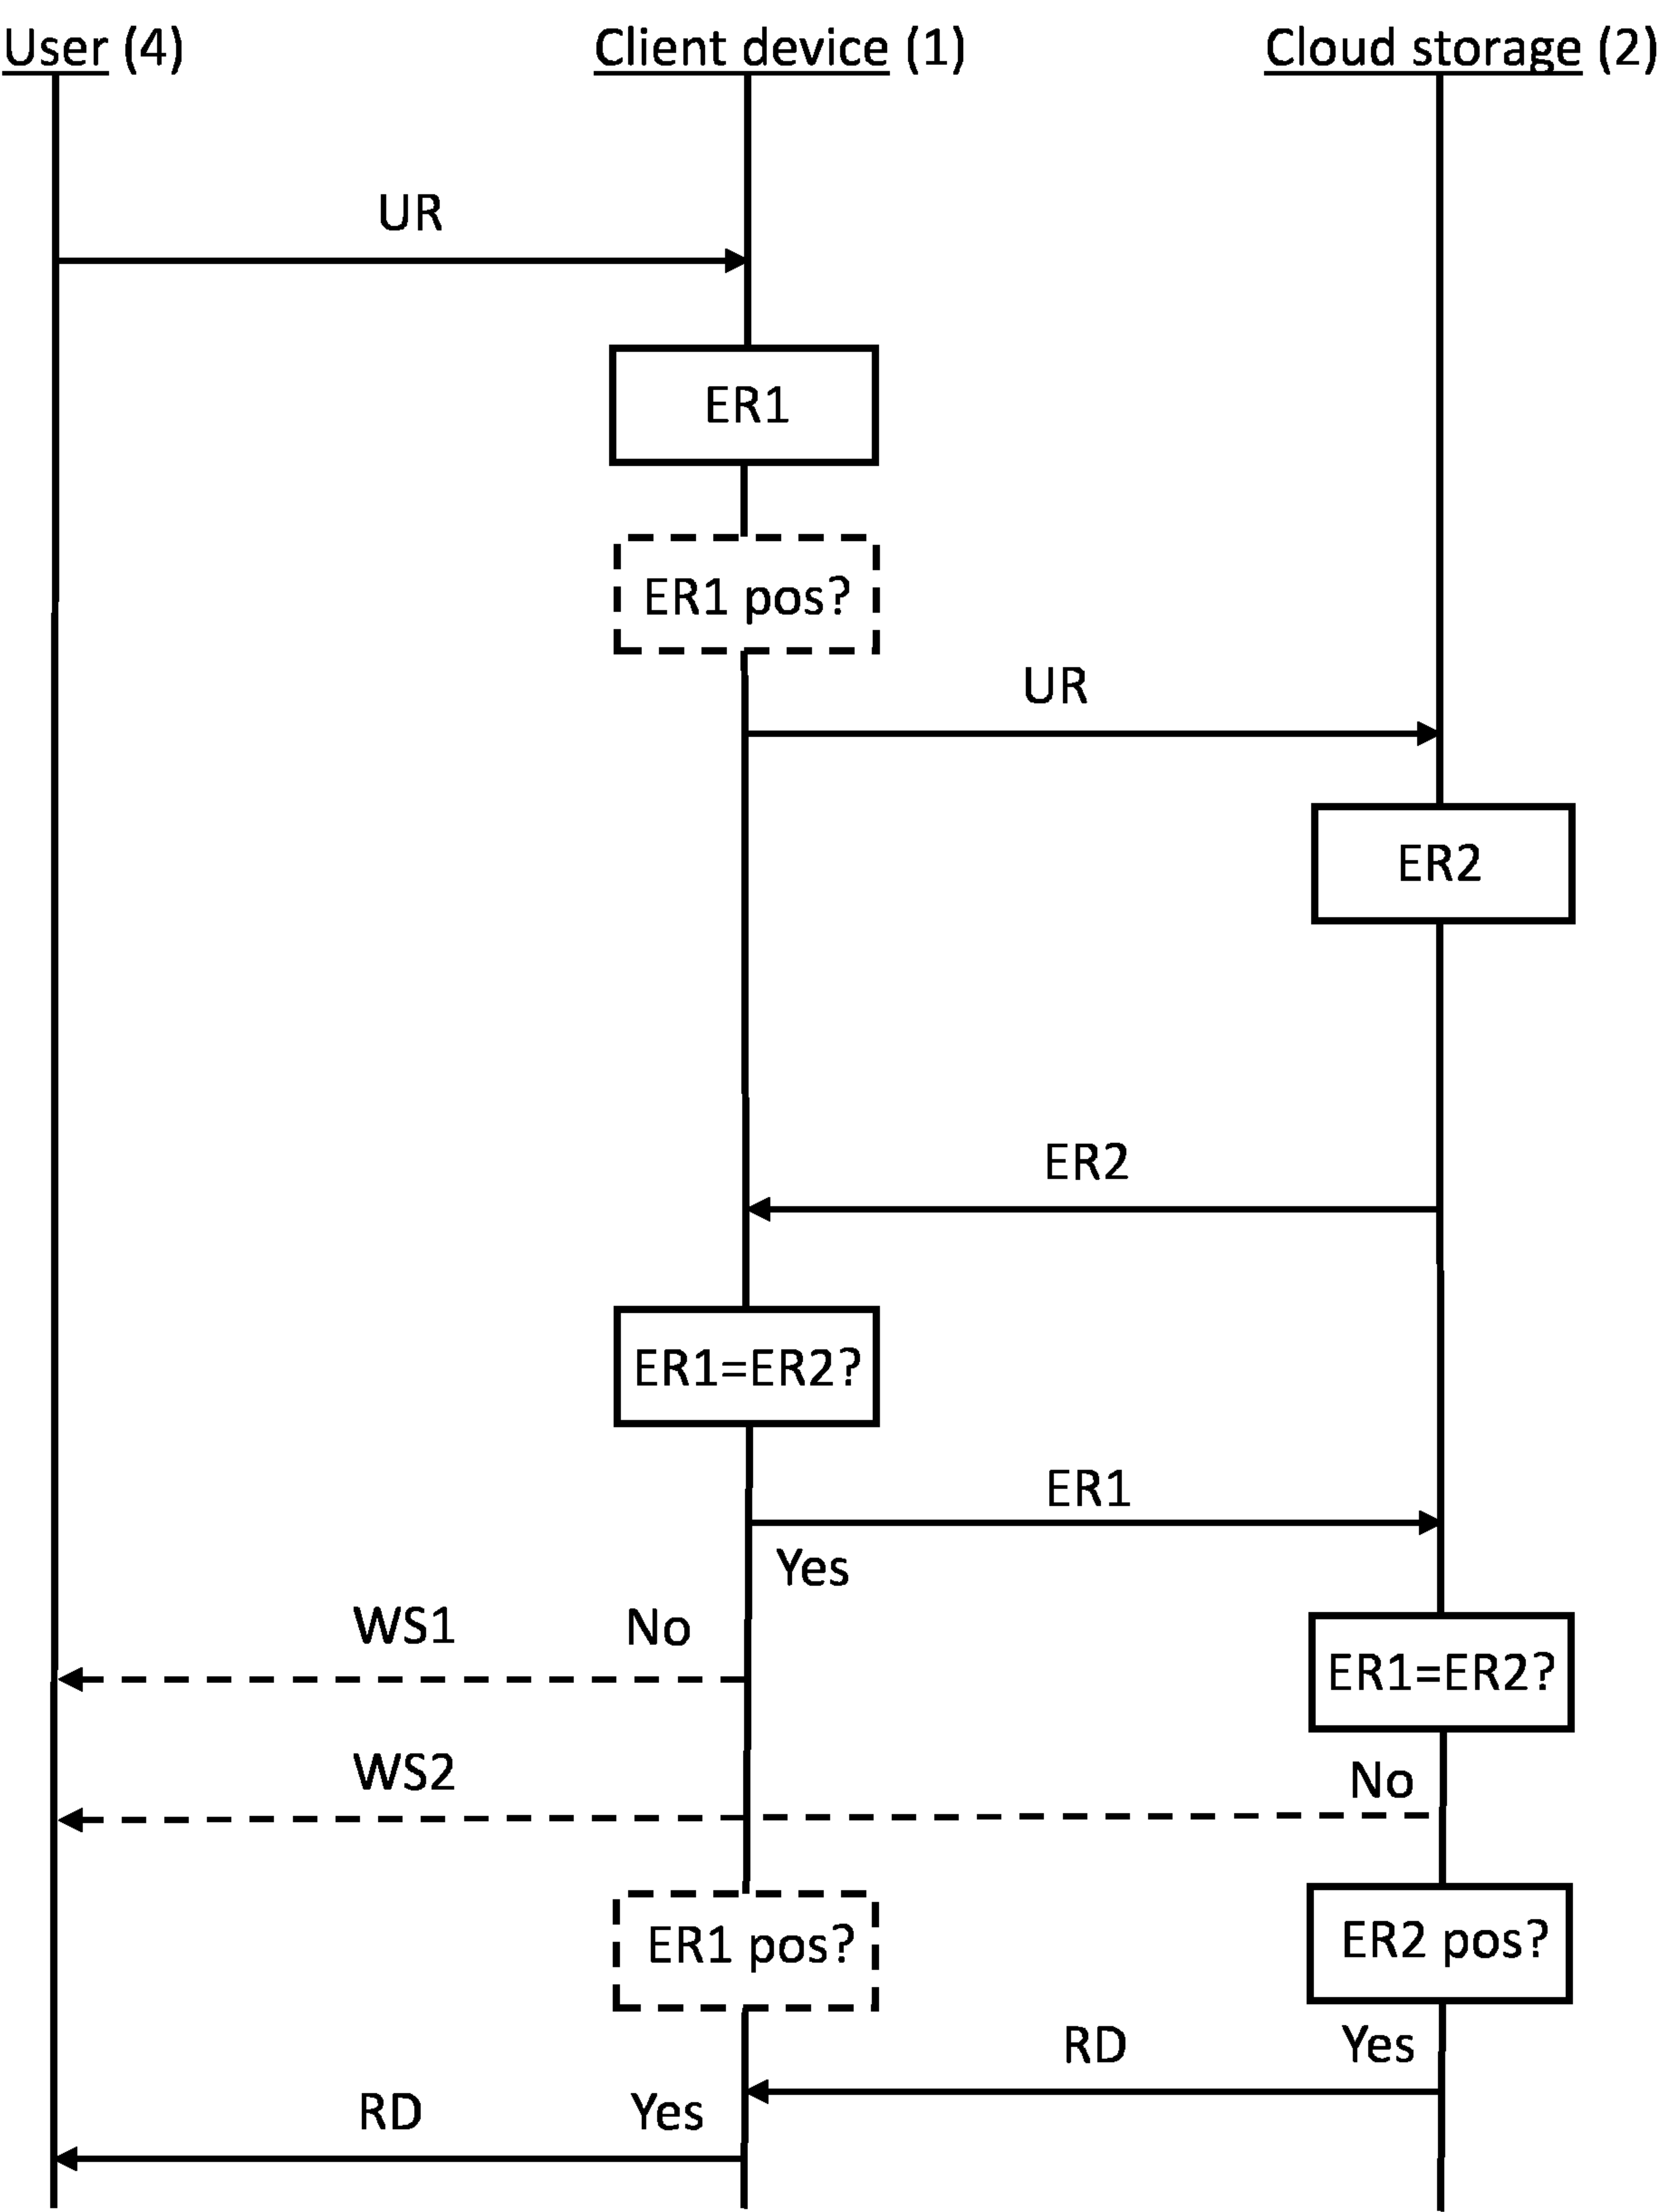 User (4)
Client device (1)
Cloud storage (2)
UR
ER1
ER1 pos?
UR
ER2
ER2
ER1=ER2?
ER1
Yes
WS1
No
ER1=ER2?
WS2
No
ER1 pos?
ER2 pos?
RD
Yes
RD
Yes